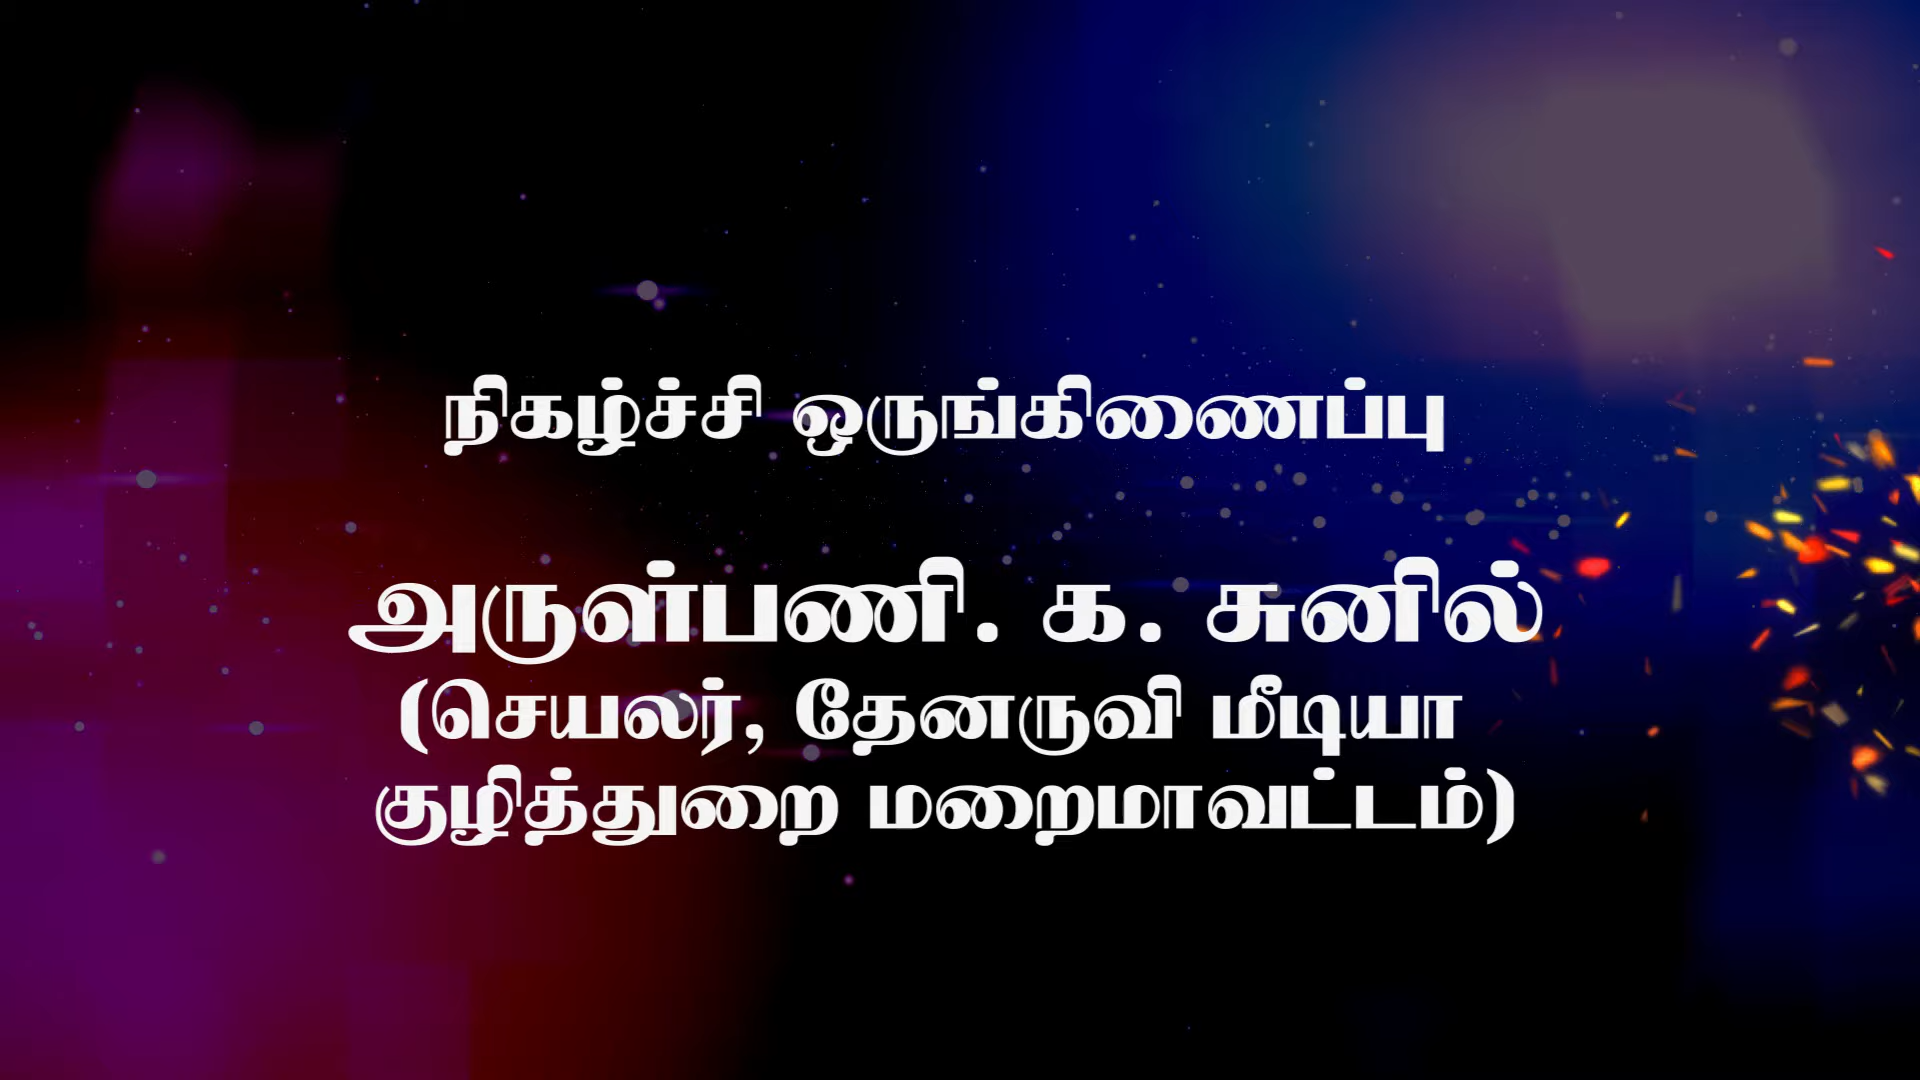 நிகழ்ச்சி ஒருங்கிணைப்பு
அருள்பணி. க. சுனில்
(செயலர், தேனருவி மீடியா
குழித்துறை மறைமாவட்டம்)